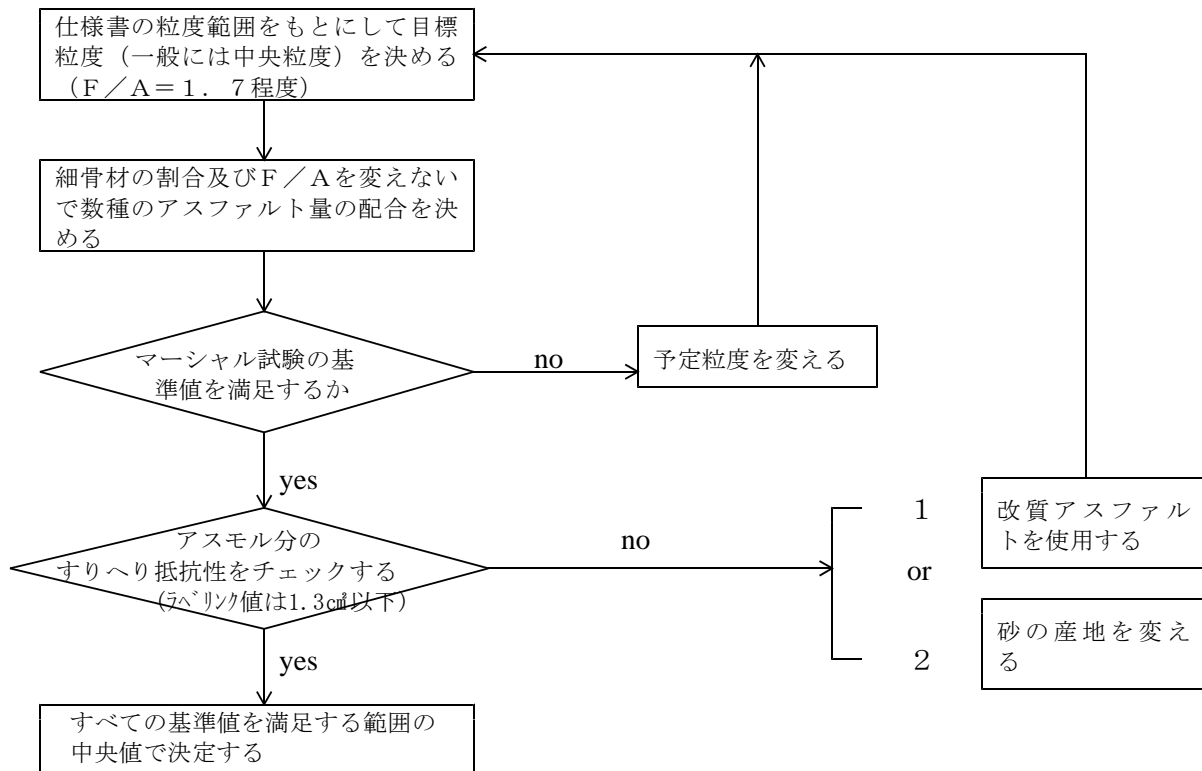 仕様書の粒度範囲をもとにして目標
粒度（一般には中央粒度）を決める
（Ｆ／Ａ＝１．７程度）
細骨材の割合及びＦ／Ａを変えない
で数種のアスファルト量の配合を決
める
マーシャル試験の基
準値を満足するか
no
予定粒度を変える
yes
アスモル分の
すりへり抵抗性をチェックする
（ﾗﾍﾞﾘﾝｸ値は1.3㎠以下）
no
１
改質アスファル
トを使用する
or
２
砂の産地を変え
る
yes
すべての基準値を満足する範囲の
中央値で決定する